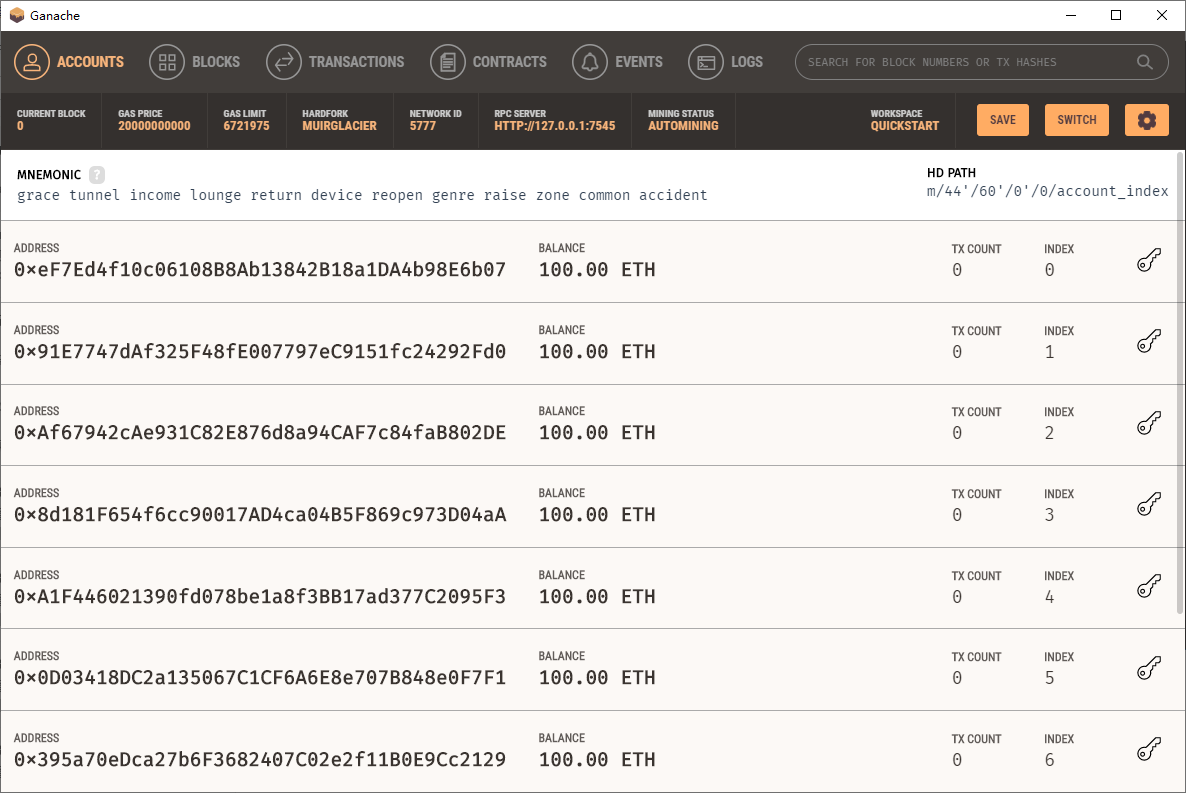 Ganache
ACCOUNTS BLOCKS TRANSACTIONS CONTRACTS EVENTS LOGS SEARCH FOR BLOCK NUMBERS OR TX HASHES
CURRENT BLOCK GAS PRICE GAS LIMIT HARDFORK NETWORK ID RPC SERVER MINING STATUS WORKSPACE
0 20000000000 6721975 MUIRGLACIER 5777 HTTP://127.0.0.1:7545 AUTOMINING QUICKSTART SAVE SWITCH
MNEMONIC ? HD PATH
grace tunnel income lounge return device reopen genre raise zone common accident m/44'/60'/0'/0/account_index
ADDRESS BALANCE TX COUNT INDEX
0×eF7Ed4f10c06108B8Ab13842B18a1DA4b98E6b07 100.00 ETH 0 0
ADDRESS BALANCE TX COUNT INDEX
0×91E7747dAf325F48fE007797eC9151fc24292Fd0 100.00 ETH 0 1
ADDRESS BALANCE TX COUNT INDEX
0×Af67942cAe931C82E876d8a94CAF7c84faB802DE 100.00 ETH 0 2
ADDRESS BALANCE TX COUNT INDEX
0×8d181F654f6cc90017AD4ca04B5F869c973D04aA 100.00 ETH 0 3
ADDRESS BALANCE TX COUNT INDEX
0×A1F446021390fd078be1a8f3BB17ad377C2095F3 100.00 ETH 0 4
ADDRESS BALANCE TX COUNT INDEX
0×0D03418DC2a135067C1CF6A6E8e707B848e0F7F1 100.00 ETH 0 5
ADDRESS BALANCE TX COUNT INDEX
0×395a70eDca27b6F3682407C02e2f11B0E9Cc2129 100.00 ETH 0 6